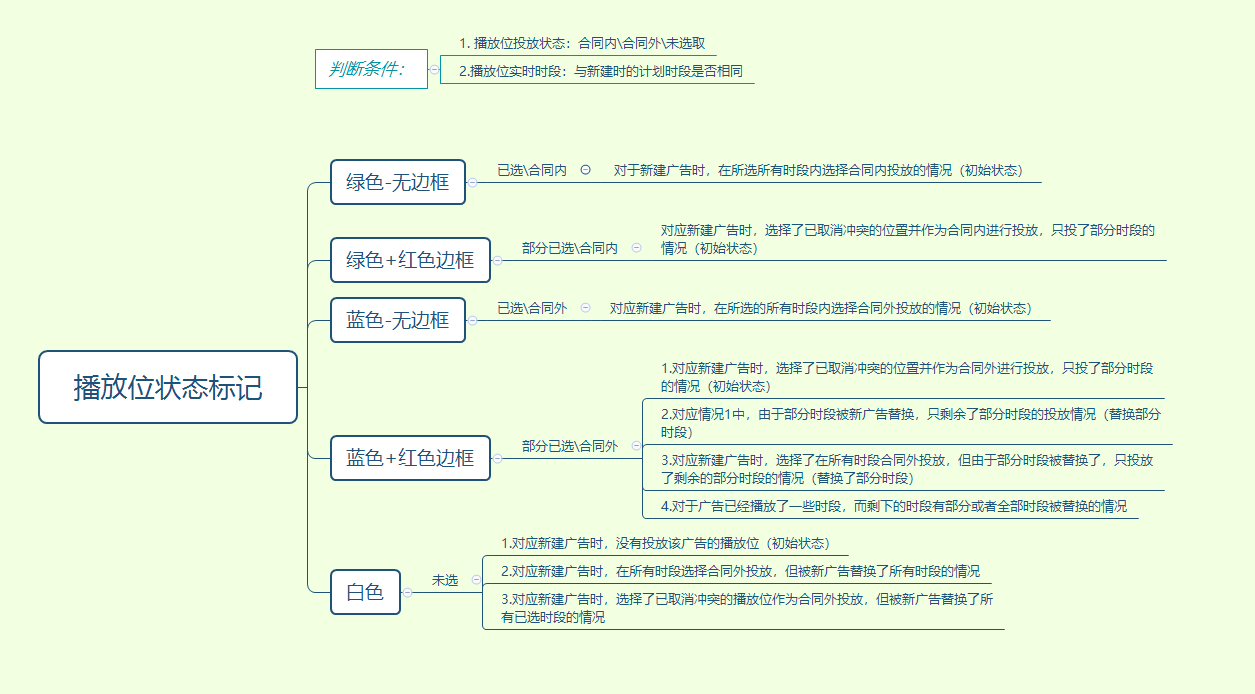 判断条件：
1. 播放位投放状态：合同内\合同外\未选取
2.播放位实时时段：与新建时的计划时段是否相同
播放位状态标记
绿色-无边框
已选\合同内
对于新建广告时，在所选所有时段内选择合同内投放的情况（初始状态）
绿色+红色边框
部分已选\合同内
对应新建广告时，选择了已取消冲突的位置并作为合同内进行投放，只投了部分时段的
情况（初始状态）
蓝色-无边框
已选\合同外
对应新建广告时，在所选的所有时段内选择合同外投放的情况（初始状态）
蓝色+红色边框
部分已选\合同外
1.对应新建广告时，选择了已取消冲突的位置并作为合同外进行投放，只投了部分时段
的情况（初始状态）
2.对应情况1中，由于部分时段被新广告替换，只剩余了部分时段的投放情况（替换部分
时段）
3.对应新建广告时，选择了在所有时段合同外投放，但由于部分时段被替换了，只投放
了剩余的部分时段的情况（替换了部分时段）
4.对于广告已经播放了一些时段，而剩下的时段有部分或者全部时段被替换的情况
白色
未选
1.对应新建广告时，没有投放该广告的播放位（初始状态）
2.对应新建广告时，在所有时段选择合同外投放，但被新广告替换了所有时段的情况
3.对应新建广告时，选择了已取消冲突的播放位作为合同外投放，但被新广告替换了所
有已选时段的情况